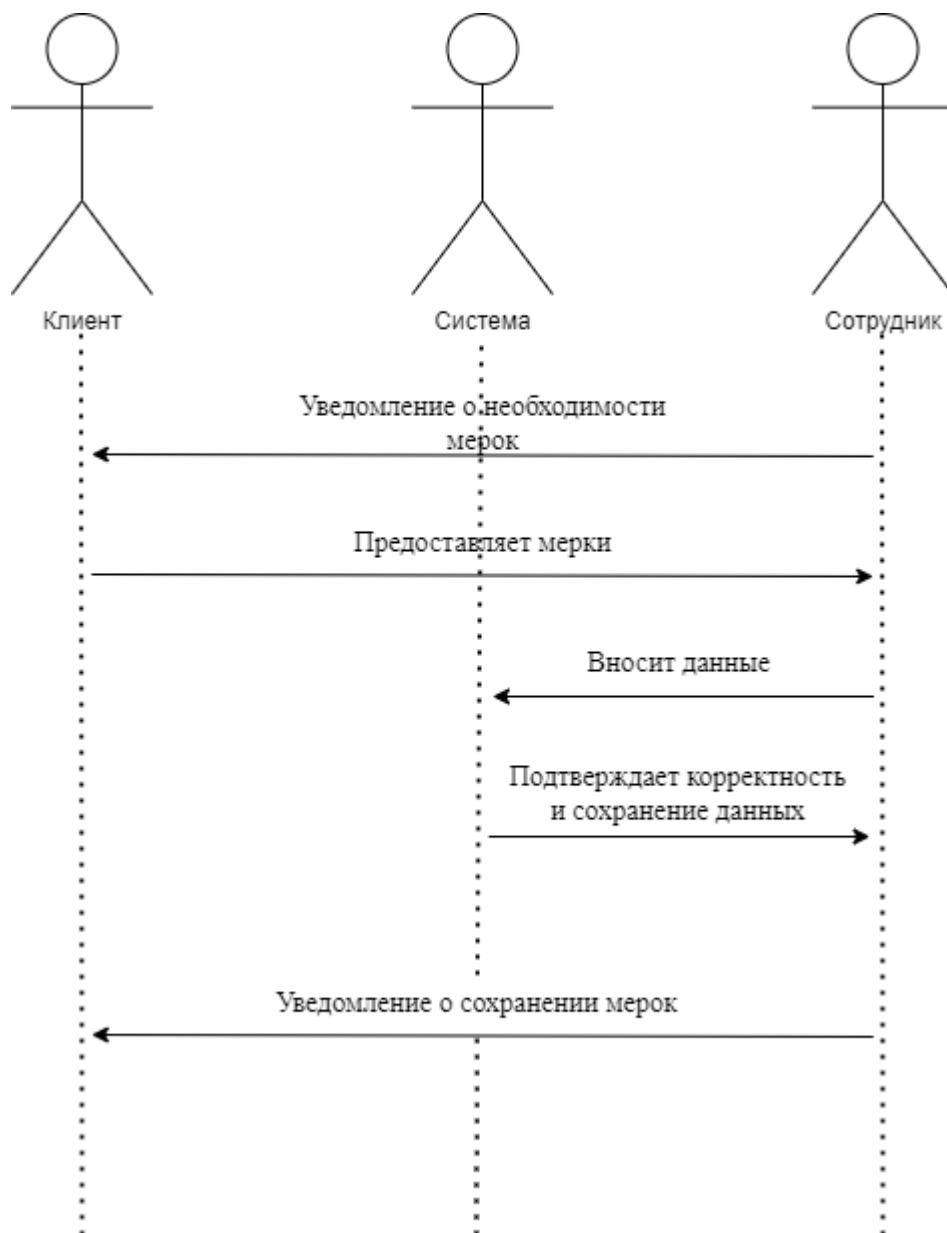 Клиент
Система
Сотрудник
Уведомление о необходимости
мерок
Предоставляет мерки
Вносит данные
Подтверждает корректность
и сохранение данных
Уведомление о сохранении мерок